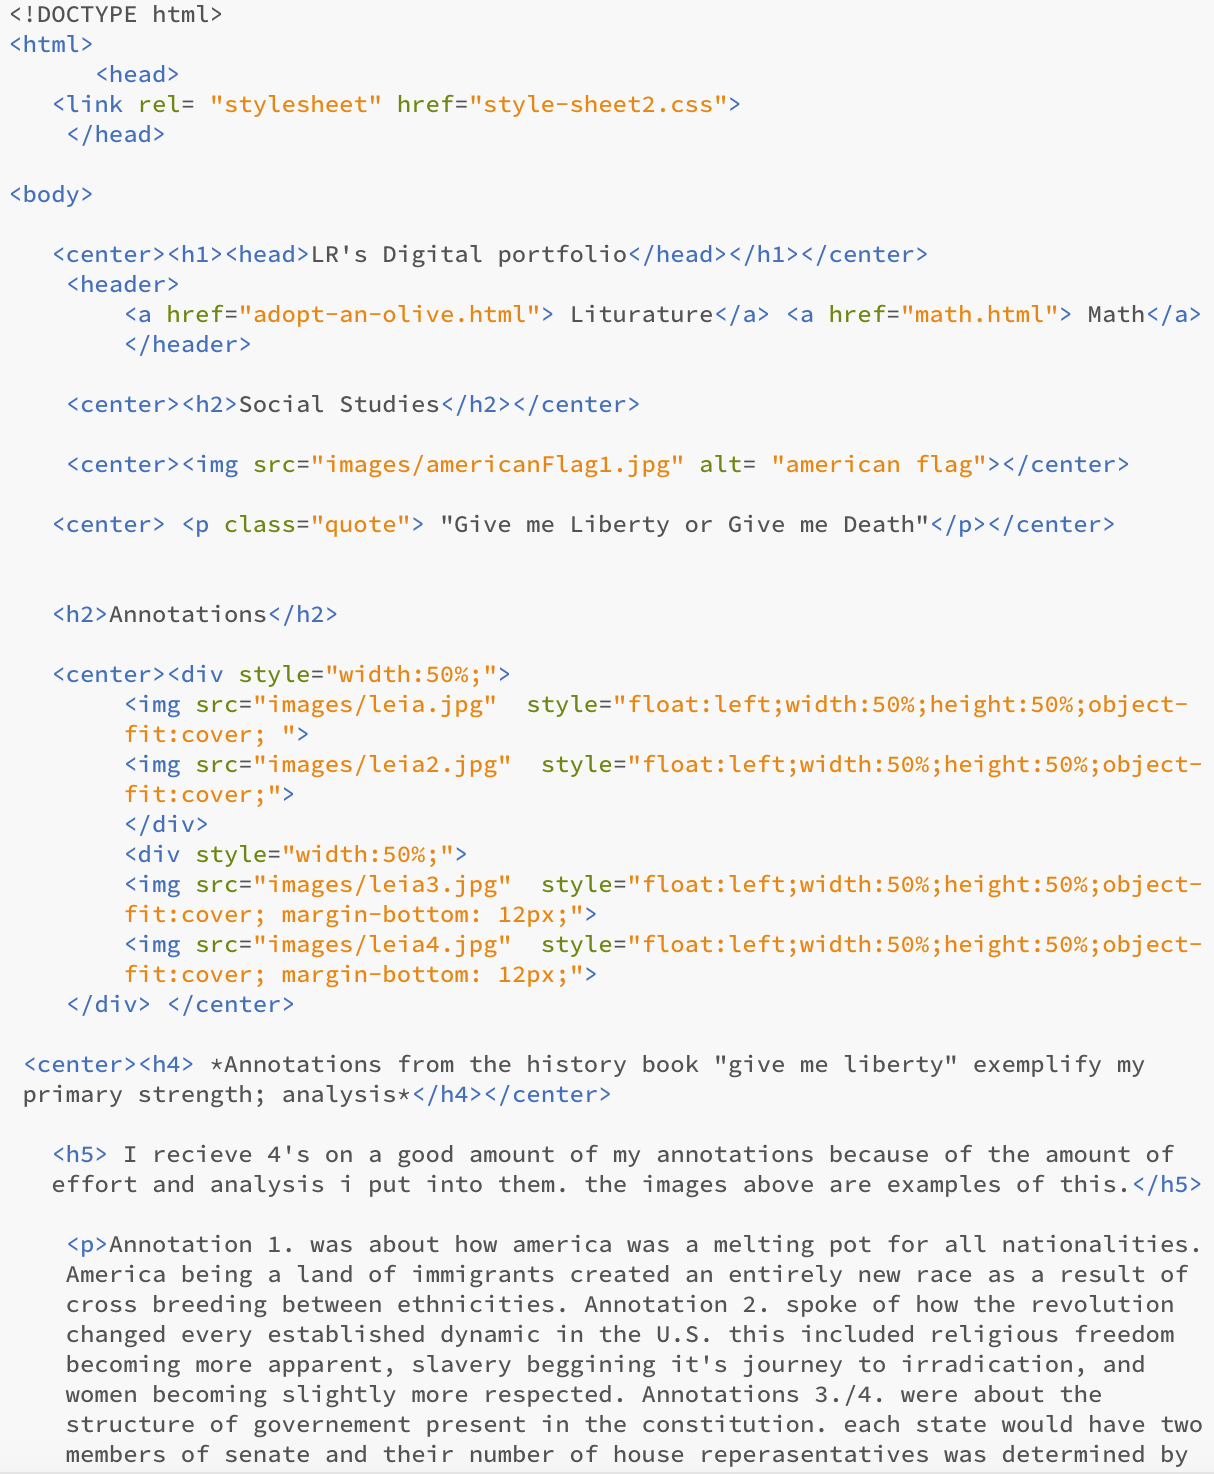 <!DOCTYPE html>
<html>
<head>
<link rel= "stylesheet" href="style-sheet2.css">
</head>
<body>
<center><h1><head>LR's Digital portfolio</head></h1></center>
<header>
<a href="adopt-an-olive.html"> Liturature</a> <a href="math.html"> Math</a>
</header>
<center><h2>Social Studies</h2></center>
<center><img src="images/americanFlag1.jpg" alt= "american flag"></center>
<center> <p class="quote"> "Give me Liberty or Give me Death"</p></center>
<h2>Annotations</h2>
<center><div style="width:50%;">
<img src="images/leia.jpg"  style="float:left;width:50%;height:50%;object-
fit:cover; ">
<img src="images/leia2.jpg"  style="float:left;width:50%;height:50%;object-
fit:cover;">
</div>
<div style="width:50%;">
<img src="images/leia3.jpg"  style="float:left;width:50%;height:50%;object-
fit:cover; margin-bottom: 12px;">
<img src="images/leia4.jpg"  style="float:left;width:50%;height:50%;object-
fit:cover; margin-bottom: 12px;">
</div> </center>
<center><h4> *Annotations from the history book "give me liberty" exemplify my
primary strength; analysis*</h4></center>
<h5> I recieve 4's on a good amount of my annotations because of the amount of
effort and analysis i put into them. the images above are examples of this.</h5>
<p>Annotation 1. was about how america was a melting pot for all nationalities.
America being a land of immigrants created an entirely new race as a result of
cross breeding between ethnicities. Annotation 2. spoke of how the revolution
changed every established dynamic in the U.S. this included religious freedom
becoming more apparent, slavery beggining it's journey to irradication, and
women becoming slightly more respected. Annotations 3./4. were about the
structure of governement present in the constitution. each state would have two
members of senate and their number of house reperasentatives was determined by